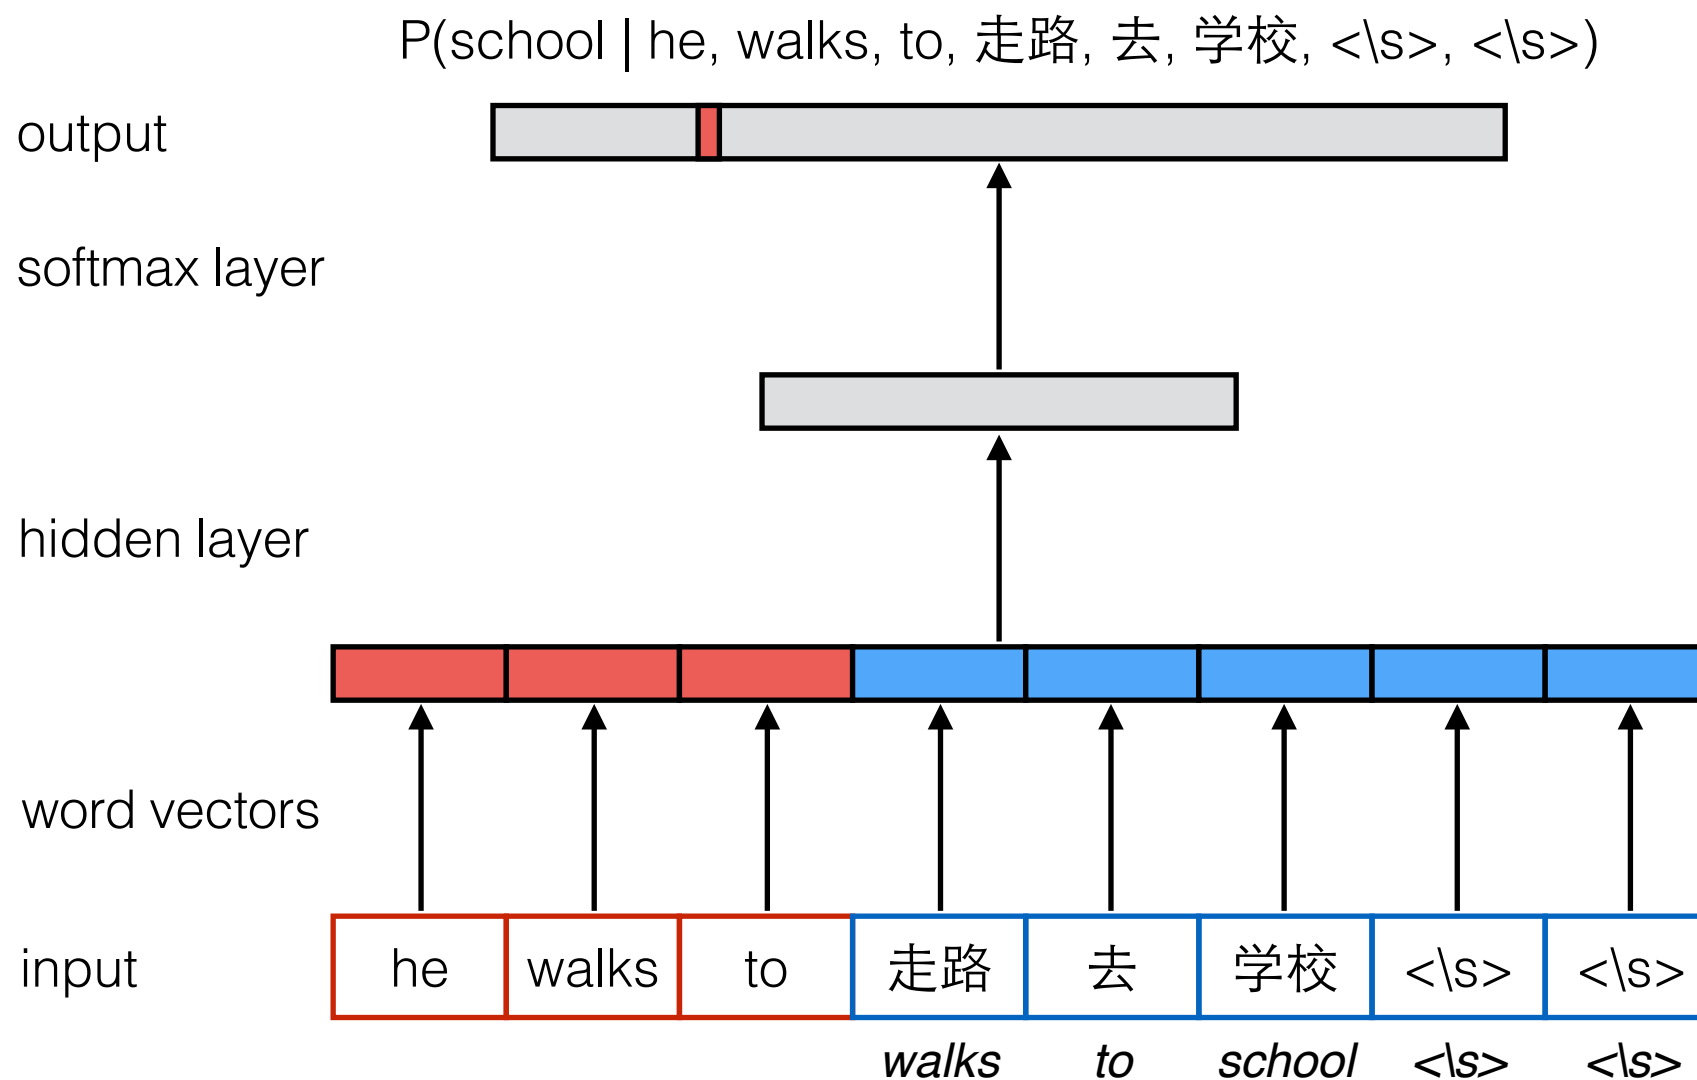 P(school | he, walks, to, 走路, 去, 学校, <\s>, <\s>)
output
softmax layer
hidden layer
word vectors
input he walks to 走路 去 学校 <\s> <\s>
walks to school <\s> <\s>